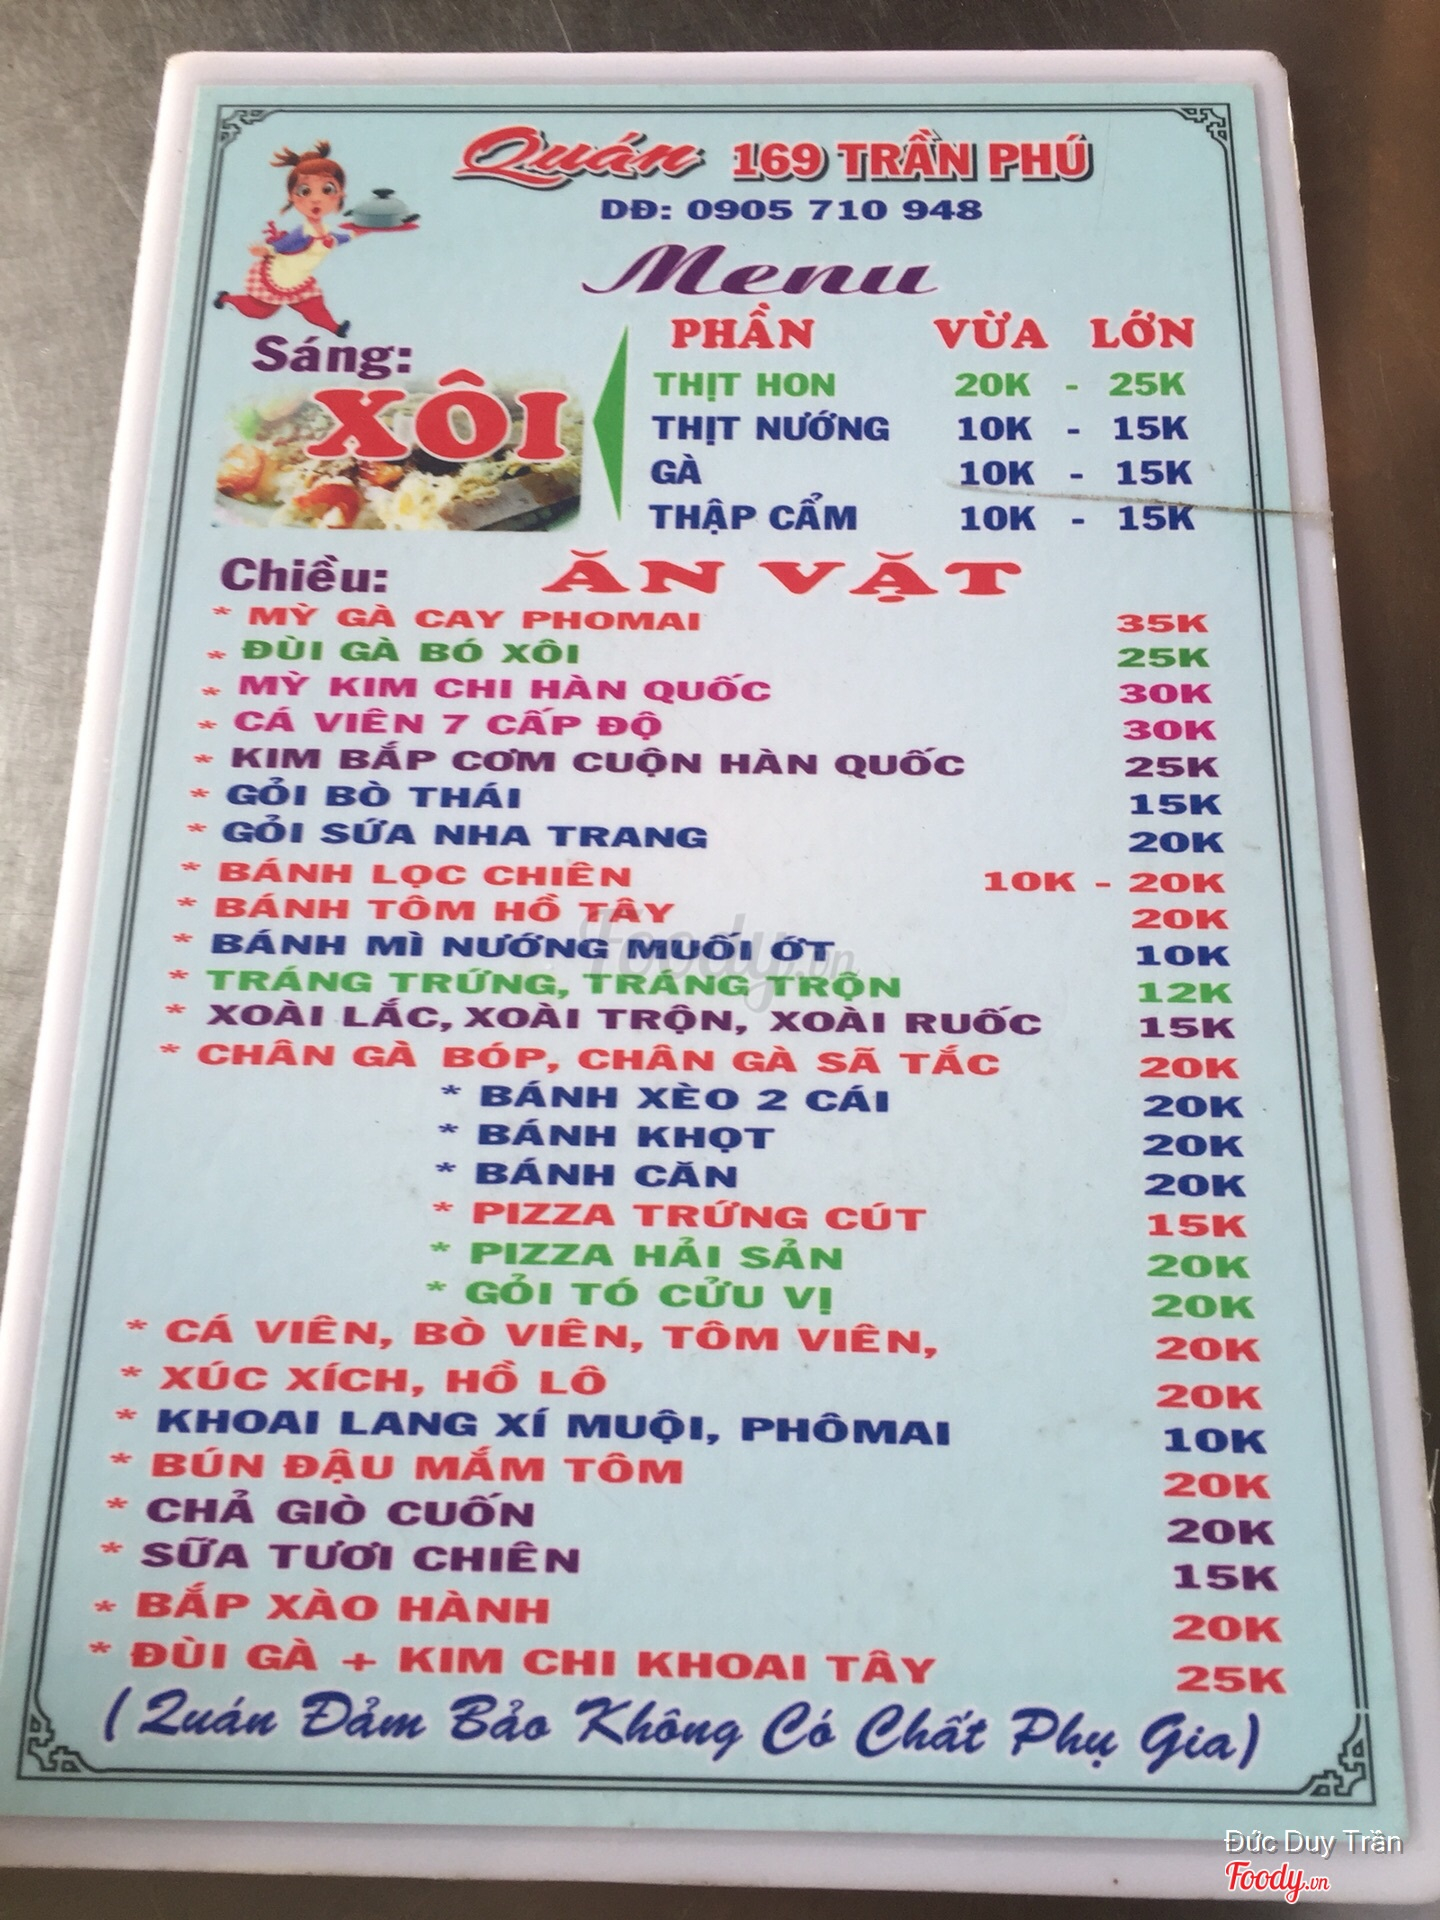 Quán 169 TRẦN PHÚ
DĐ: 0905 710 948
Menu
Sáng:
XÔI
PHẦN VỪA LỚN
THỊT HON 20K - 25K
THỊT NƯỚNG 10K - 15K
GÀ 10K - 15K
THẬP CẨM 10K - 15K
Chiều: ĂN VẶT
* MỲ GÀ CAY PHOMAI 35K
* ĐÙI GÀ BÓ XÔI 25K
* MỲ KIM CHI HÀN QUỐC 30K
* CÁ VIÊN 7 CẤP ĐỘ 30K
* KIM BẮP CƠM CUỘN HÀN QUỐC 25K
* GỎI BÒ THÁI 15K
* GỎI SỨA NHA TRANG 20K
* BÁNH LỌC CHIÊN 10K - 20K
* BÁNH TÔM HỒ TÂY 20K
* BÁNH MÌ NƯỚNG MUỐI ỚT 10K
* TRÁNG TRỨNG, TRÁNG TRỘN 12K
* XOÀI LẮC, XOÀI TRỘN, XOÀI RUỐC 15K
* CHÂN GÀ BÓP, CHÂN GÀ SÃ TẮC 20K
* BÁNH XÈO 2 CÁI 20K
* BÁNH KHỌT 20K
* BÁNH CĂN 20K
* PIZZA TRỨNG CÚT 15K
* PIZZA HẢI SẢN 20K
* GỎI TÓ CỬU VỊ 20K
* CÁ VIÊN, BÒ VIÊN, TÔM VIÊN, 20K
* XÚC XÍCH, HỒ LÔ 20K
* KHOAI LANG XÍ MUỘI, PHÔMAI 10K
* BÚN ĐẬU MẮM TÔM 20K
* CHẢ GIÒ CUỐN 20K
* SỮA TƯƠI CHIÊN 15K
* BẮP XÀO HÀNH 20K
* ĐÙI GÀ + KIM CHI KHOAI TÂY 25K
(Quán Đảm Bảo Không Có Chất Phụ Gia)
Foody.vn
Đức Duy Trần
Foody.vn